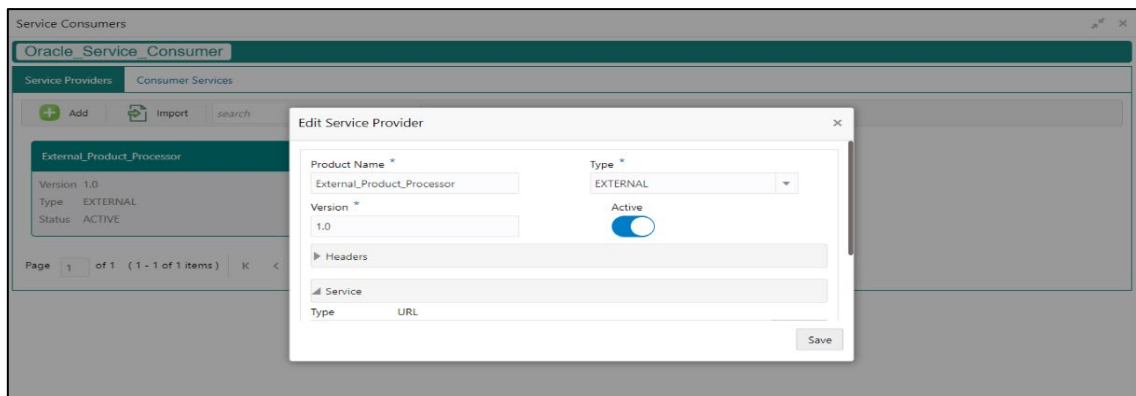 Service Consumers
Oracle_Service_Consumer
Service Providers Consumer Services
Add Import search
External_Product_Processor
Version 1.0
Type EXTERNAL
Status ACTIVE
Page 1 of 1 (1 - 1 of 1 items) K <
Edit Service Provider
Product Name * Type *
External_Product_Processor EXTERNAL
Version * Active
1.0
Headers
Service
Type URL
Save